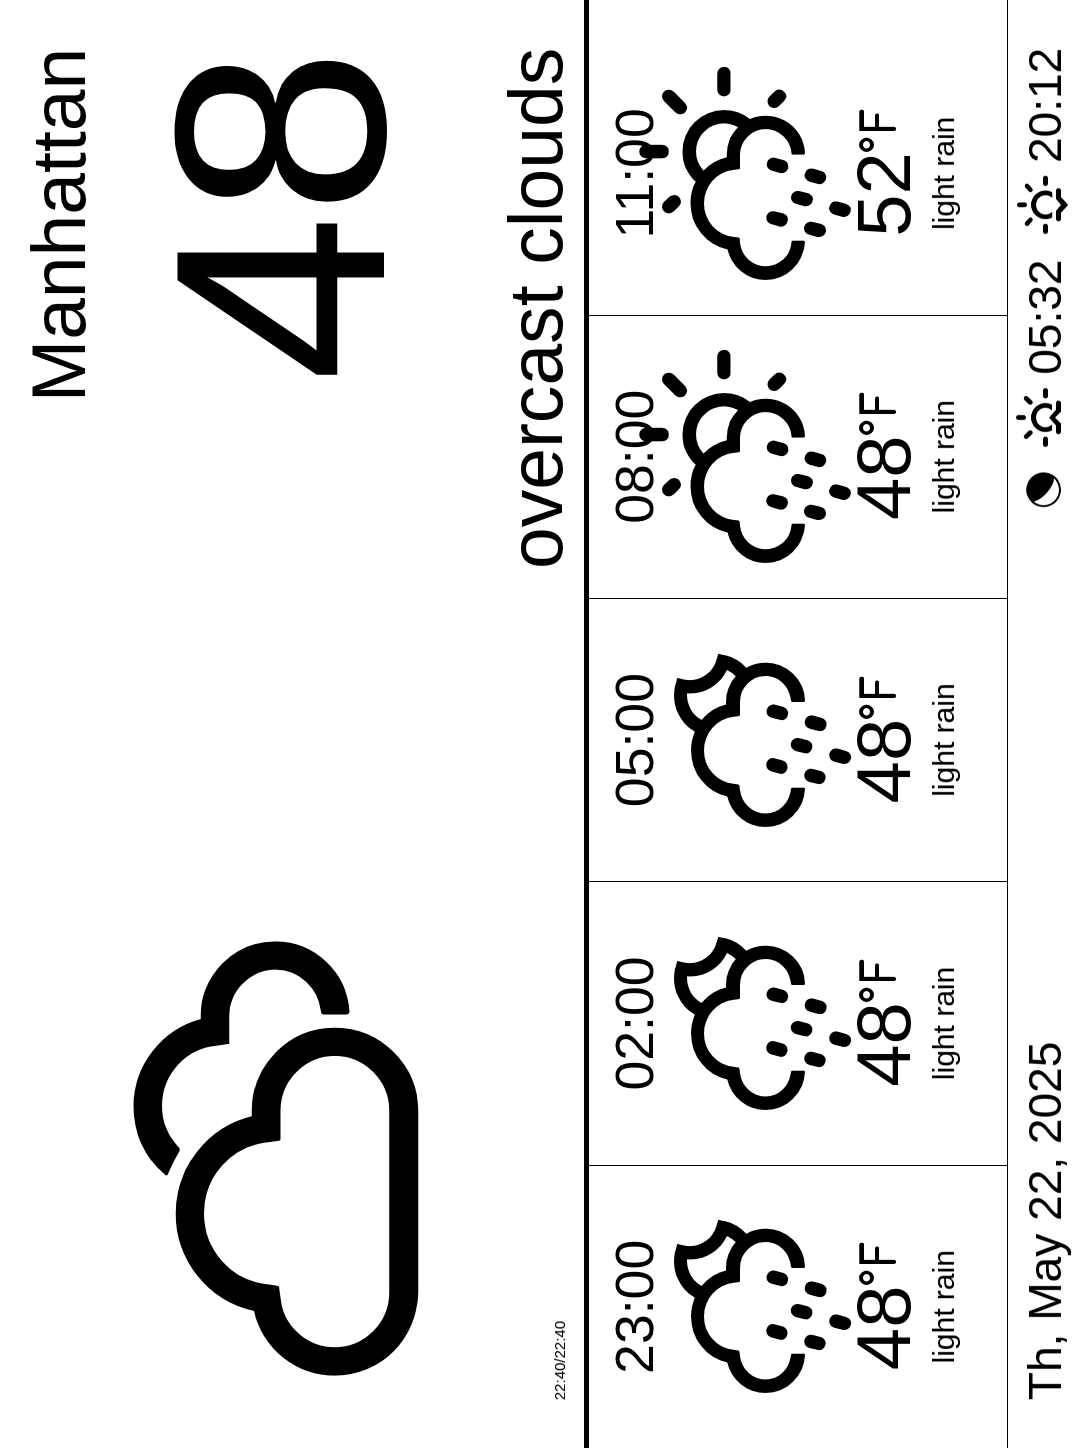 Manhattan
48
overcast clouds
22:40/22:40
23:00 02:00 05:00 08:00 11:00
48°F 48°F 48°F 48°F 52°F
light rain light rain light rain light rain light rain
Th, May 22, 2025 05:32 20:12